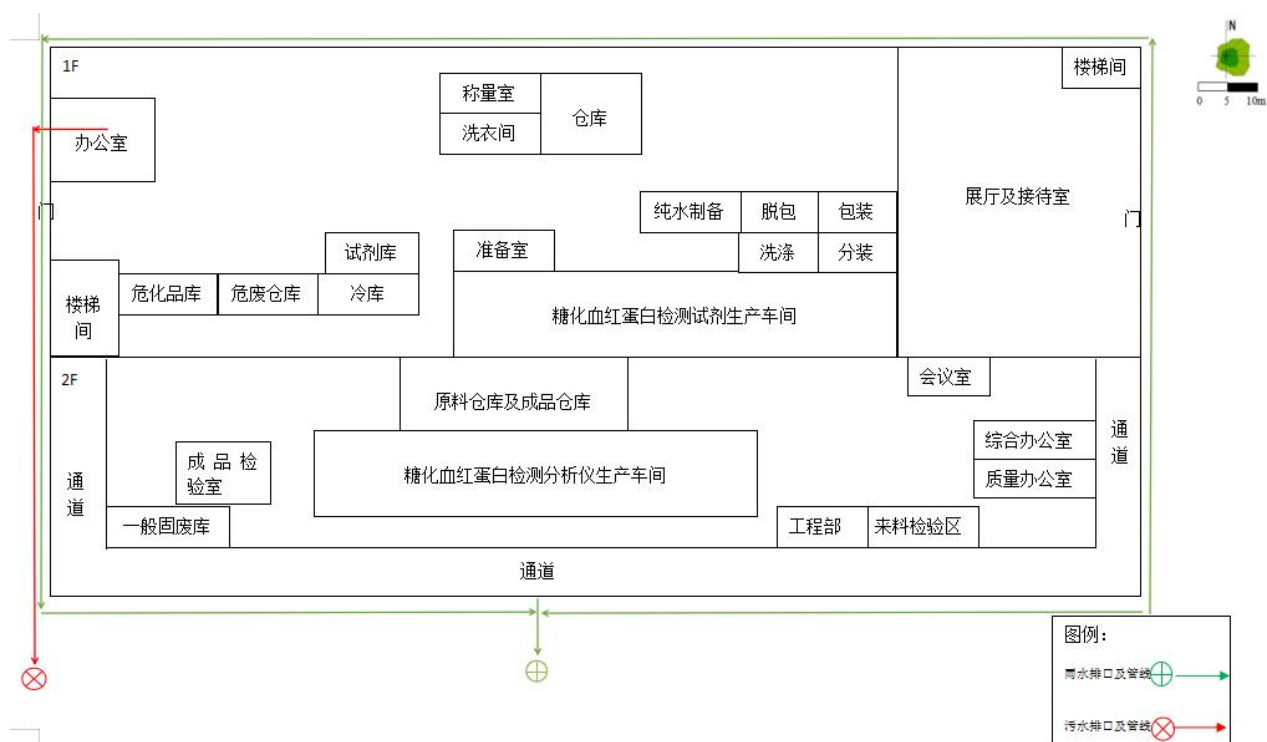 N
0 5 10m
1F
楼梯间
称量室
仓库
洗衣间
办公室
展厅及接待室
门
门
纯水制备
脱包
包装
试剂库
准备室
洗涤
分装
楼梯
间
危化品库
危废仓库
冷库
糖化血红蛋白检测试剂生产车间
2F
会议室
原料仓库及成品仓库
通
道
综合办公室
成品检
验室
糖化血红蛋白检测分析仪生产车间
质量办公室
通
道
一般固废库
工程部
来料检验区
通道
图例：
雨水排口及管线
污水排口及管线